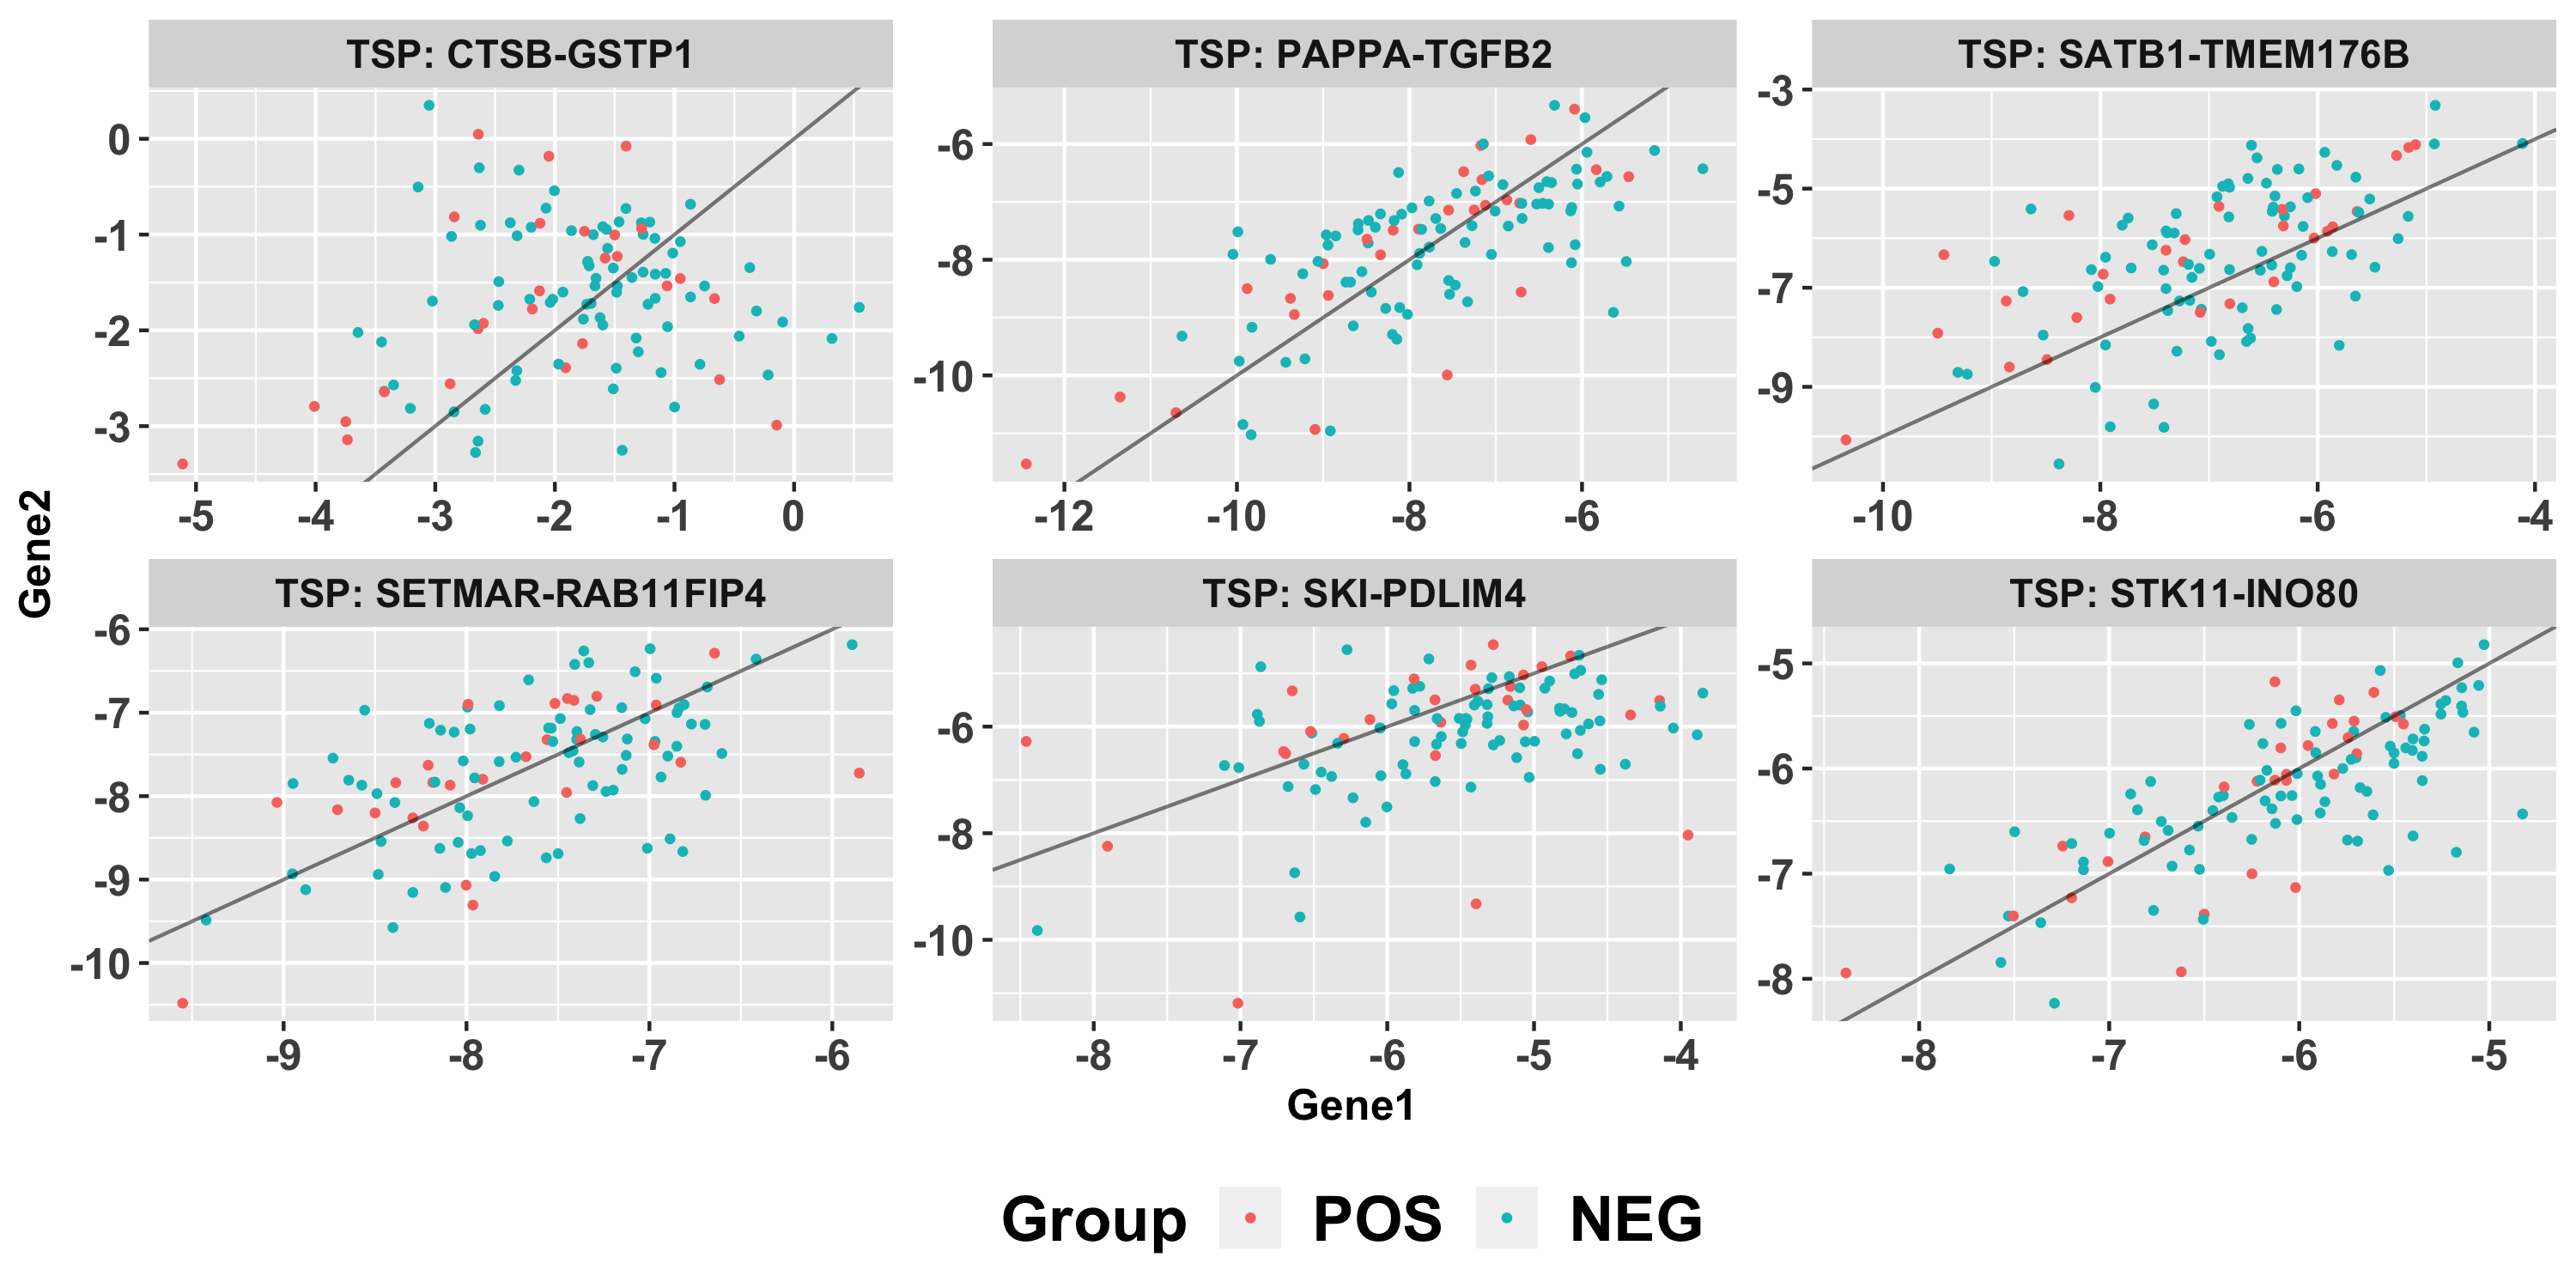 TSP: CTSB-GSTP1 TSP: PAPPA-TGFB2 TSP: SATB1-TMEM176B
0
-1
-2
-3
-6
-8
-10
-3
-5
-7
-9
-5 -4 -3 -2 -1 0
-12 -10 -8 -6
-10 -8 -6 -4
Gene2
TSP: SETMAR-RAB11FIP4 TSP: SKI-PDLIM4 TSP: STK11-INO80
-6
-7
-8
-9
-10
-6
-8
-10
-5
-6
-7
-8
-9 -8 -7 -6
-8 -7 -6 -5 -4
-8 -7 -6 -5
Gene1
Group POS NEG